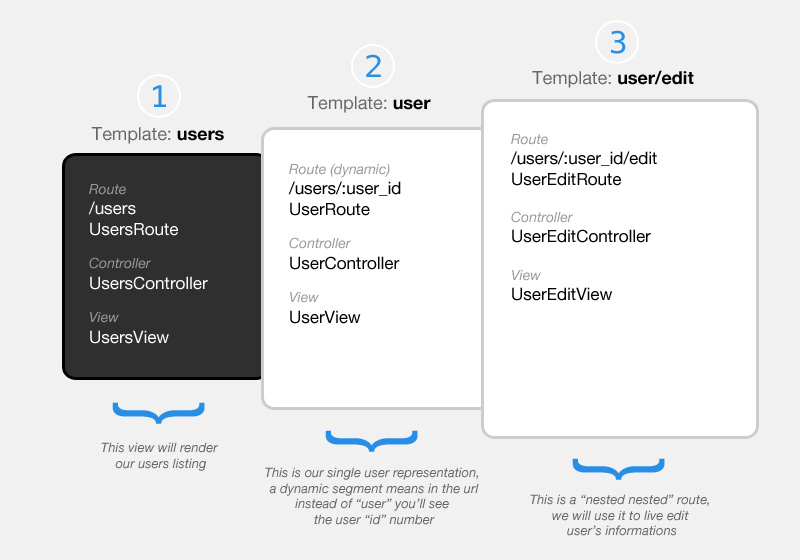 1
Template: users
Route
/users
UsersRoute
Controller
UsersController
View
UsersView
This view will render
our users listing
2
Template: user
Route (dynamic)
/users/:user_id
UserRoute
Controller
UserController
View
UserView
This is our single user representation,
a dynamic segment means in the url
instead of “user” you’ll see
the user “id” number
3
Template: user/edit
Route
/users/:user_id/edit
UserEditRoute
Controller
UserEditController
View
UserEditView
This is a “nested nested” route,
we will use it to live edit
user’s informations